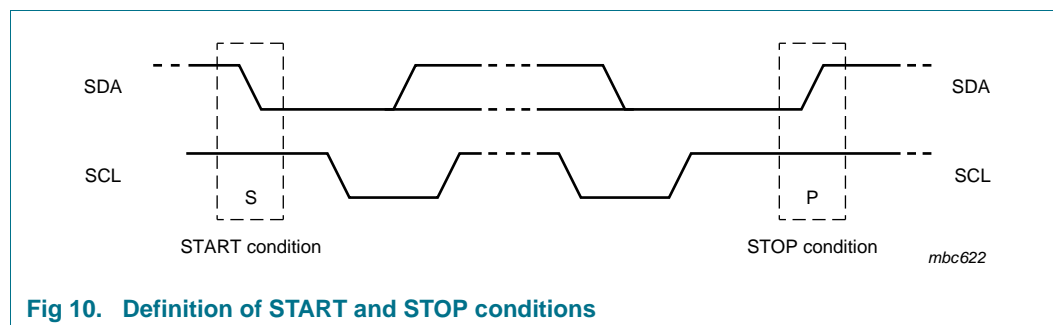 SDA SDA
SCL SCL
S P
START condition STOP condition
mbc622
Fig 10. Definition of START and STOP conditions